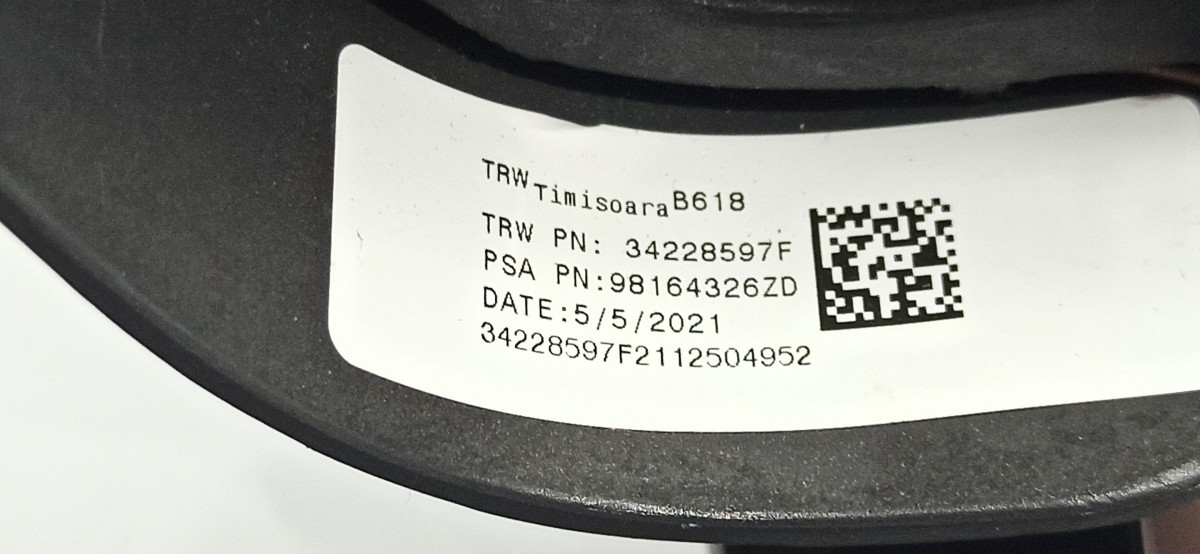 TRW Timisoara B618
TRW PN: 34228597F
PSA PN:98164326ZD
DATE:5/5/2021
34228597F2112504952